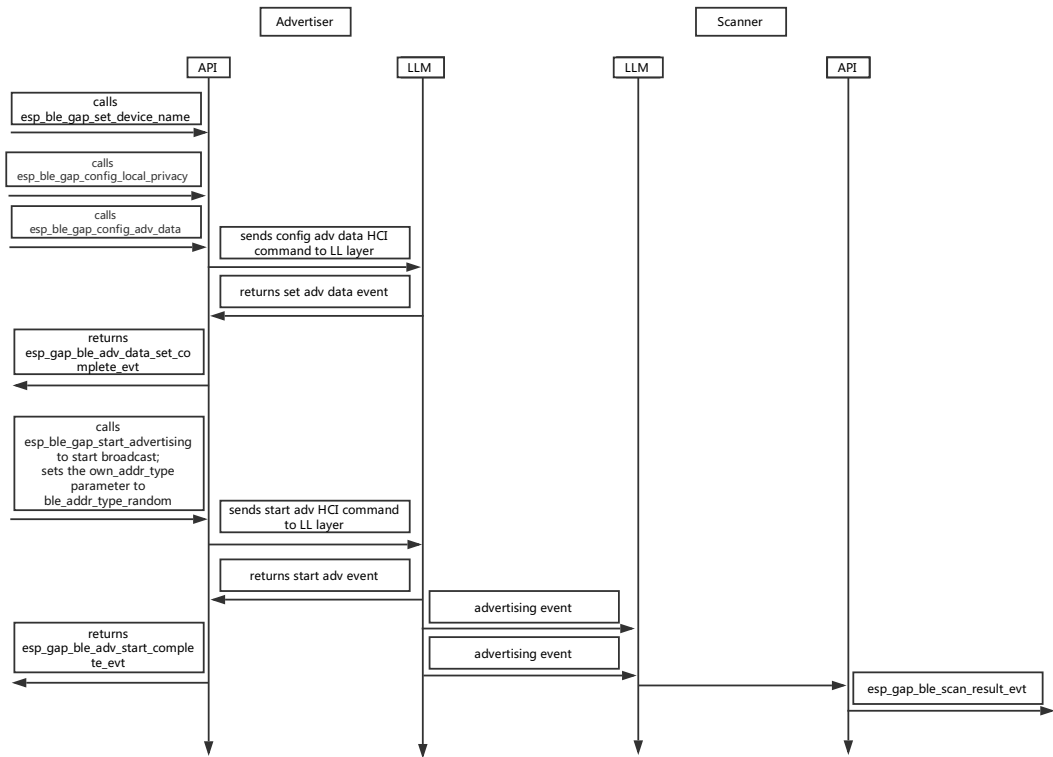 Advertiser
Scanner
API
LLM
LLM
API
calls
esp_ble_gap_set_device_name
calls
esp_ble_gap_config_local_privacy
calls
esp_ble_gap_config_adv_data
sends config adv data HCI
command to LL layer
returns set adv data event
returns
esp_gap_ble_adv_data_set_co
mplete_evt
calls
esp_ble_gap_start_advertising
to start broadcast;
sets the own_addr_type
parameter to
ble_addr_type_random
sends start adv HCI command
to LL layer
returns start adv event
advertising event
returns
esp_gap_ble_adv_start_comple
te_evt
advertising event
esp_gap_ble_scan_result_evt